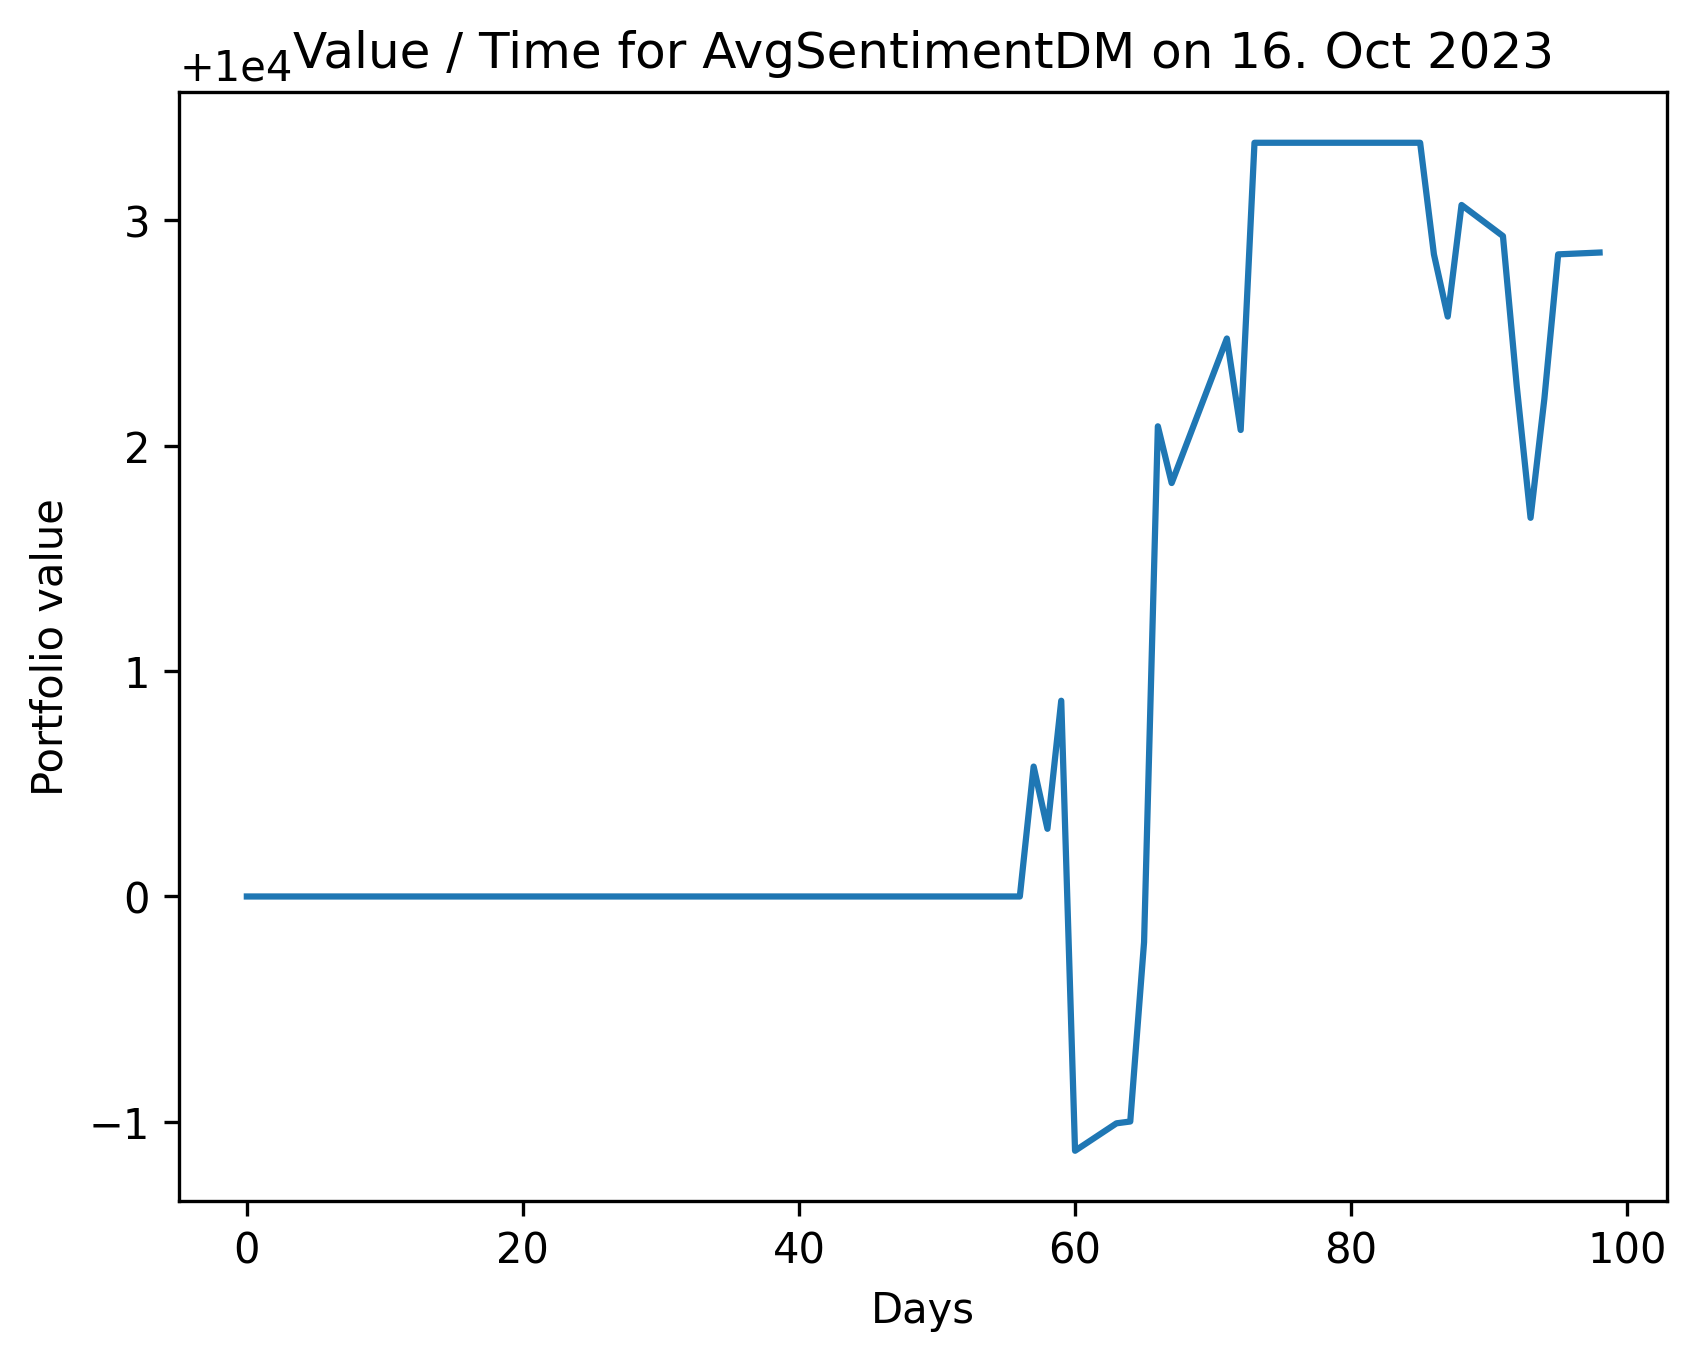 Value / Time for AvgSentimentDM on 16. Oct 2023
+1e4
3
2
1
0
−1
Portfolio value
0 20 40 60 80 100
Days